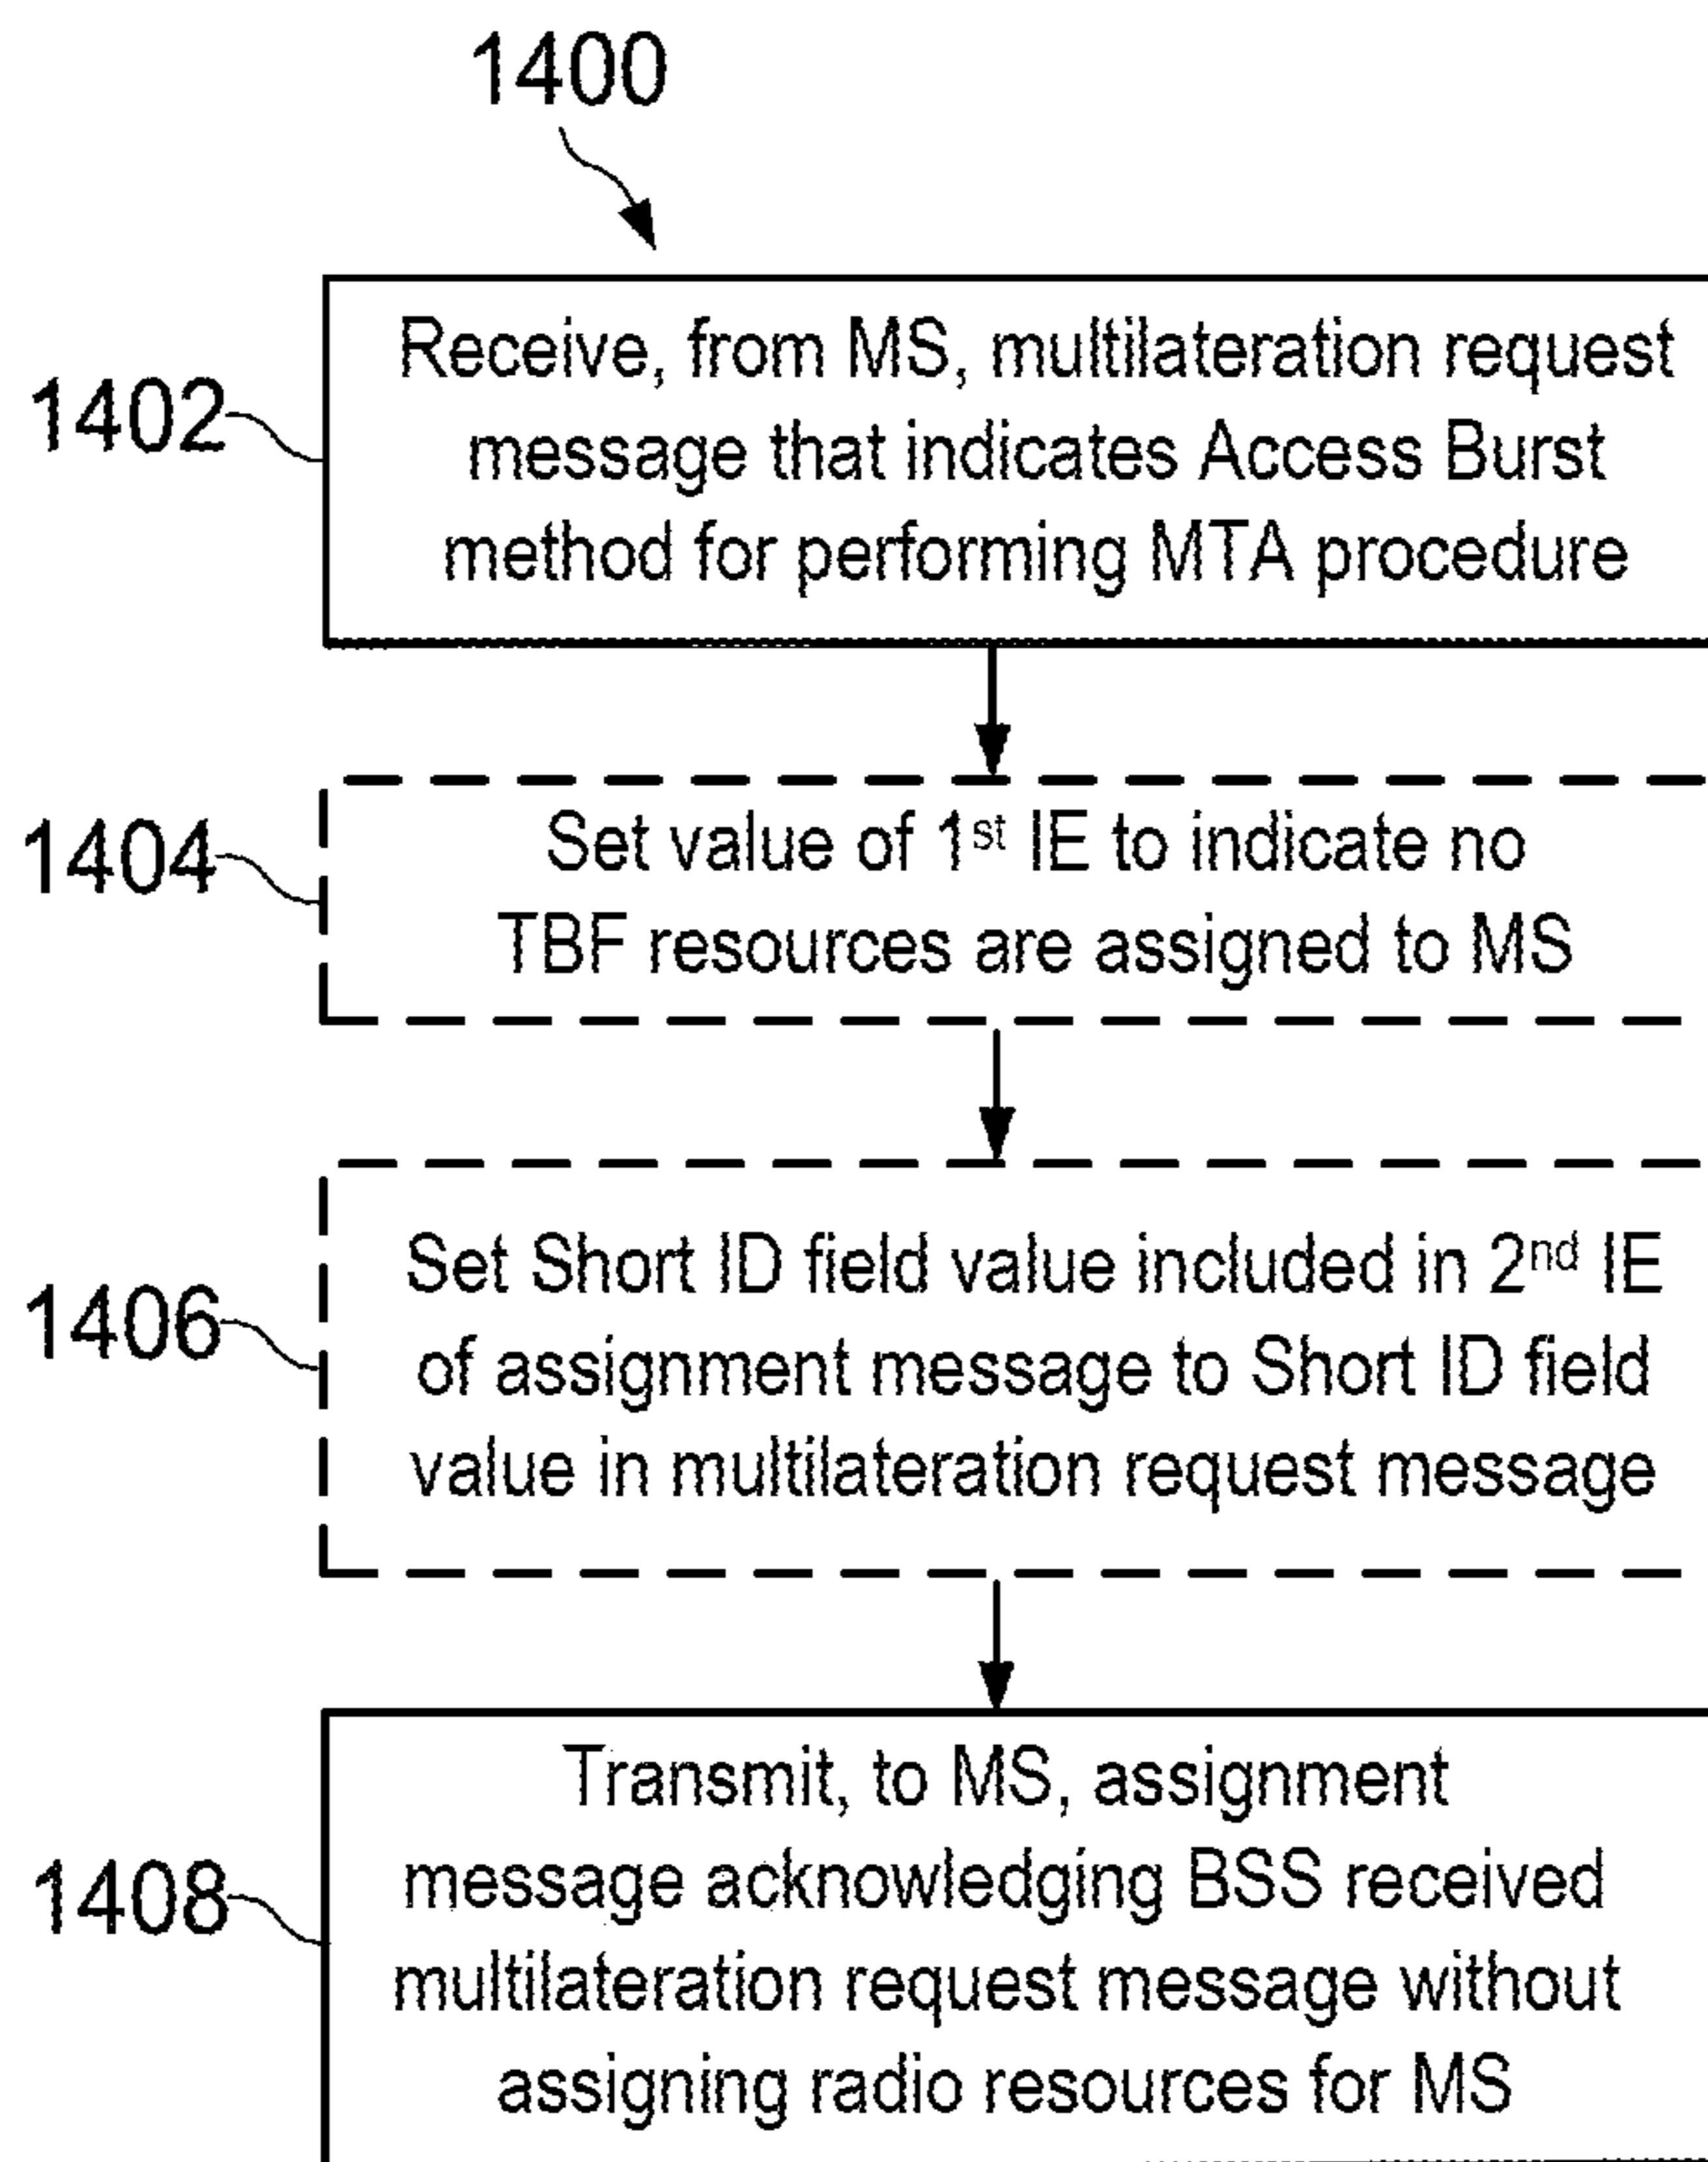 1400
1402
Receive, from MS, multilateration request
message that indicates Access Burst
method for performing MTA procedure
1404
Set value of 1st IE to indicate no
TBF resources are assigned to MS
1406
Set Short ID field value included in 2nd IE
of assignment message to Short ID field
value in multilateration request message
1408
Transmit, to MS, assignment
message acknowledging BSS received
multilateration request message without
assigning radio resources for MS